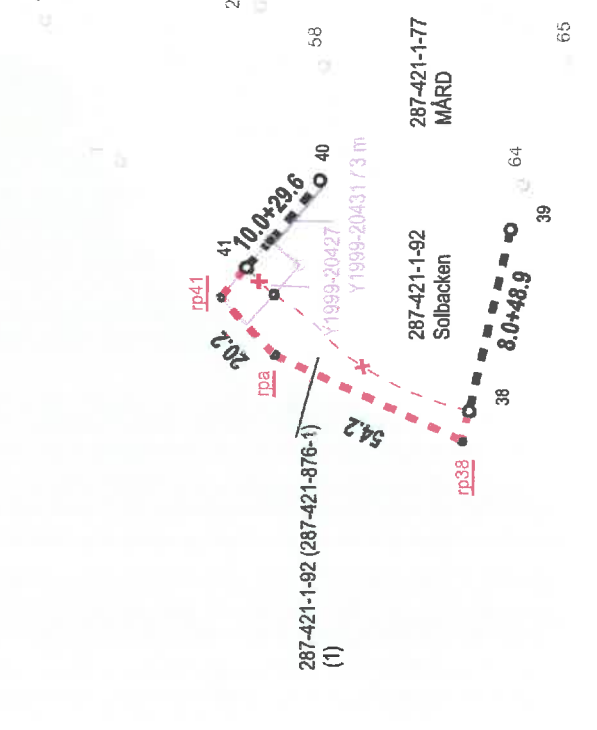 58
65
287-421-1-77
MÅRD
64
40
10.0+29.6
41
rp41
Y1999-20427
Y1999-20431 / 3 m
39
287-421-1-92
Solbacken
8.0+48.9
20.2
rpa
38
54.2
rp38
287-421-1-92 (287-421-876-1)
(1)